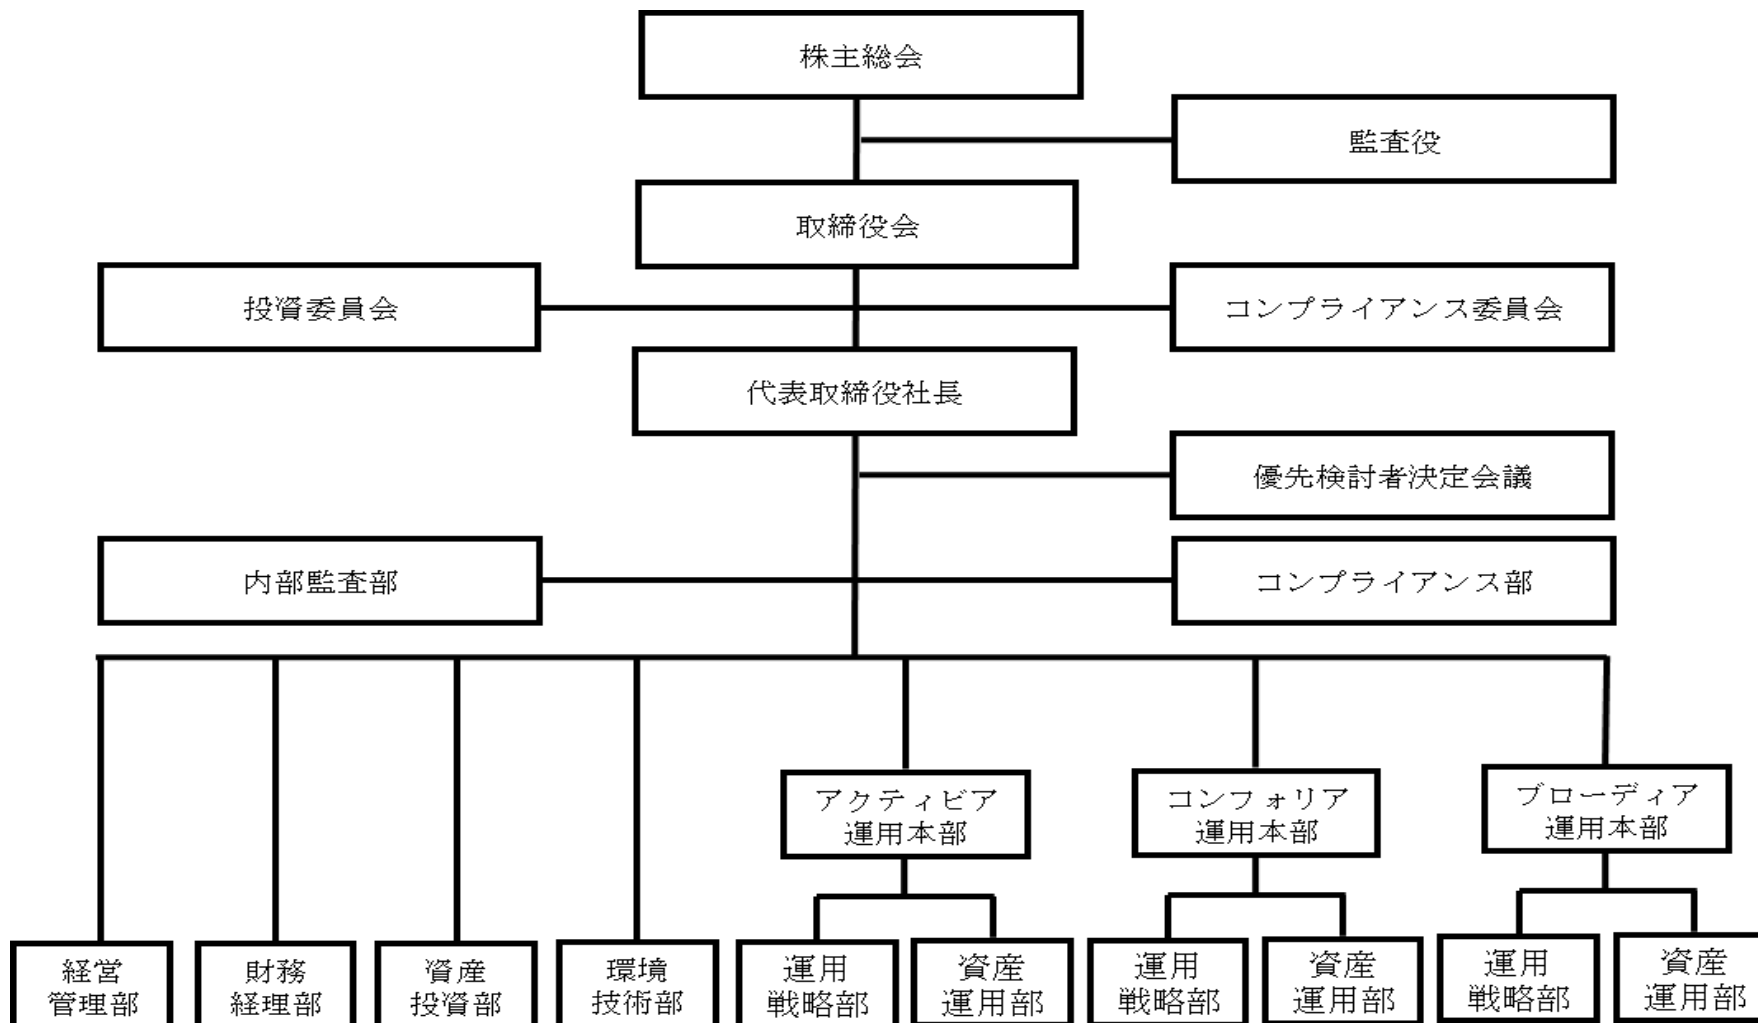 株主総会
監査役
取締役会
投資委員会
コンプライアンス委員会
代表取締役社長
優先検討者決定会議
内部監査部
コンプライアンス部
アクティビア
運用本部
コンフォリア
運用本部
ブローディア
運用本部
経営
管理部
財務
経理部
資産
投資部
環境
技術部
運用
戦略部
資産
運用部
運用
戦略部
資産
運用部
運用
戦略部
資産
運用部